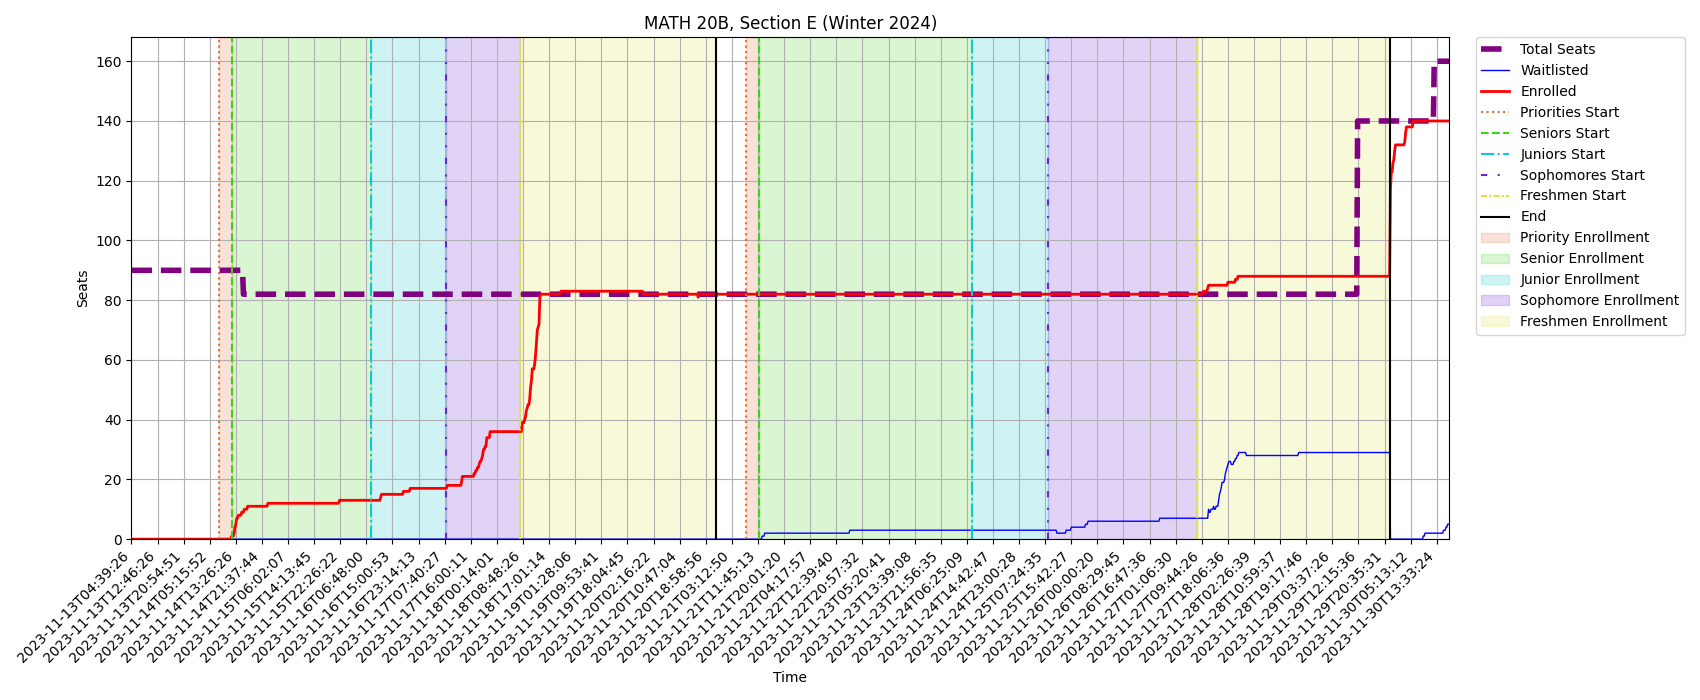 MATH 20B, Section E (Winter 2024)
Seats
160
140
120
100
80
60
40
20
0
2023-11-13T04:39:26
2023-11-13T12:46:26
2023-11-13T20:54:51
2023-11-14T05:15:52
2023-11-14T13:26:26
2023-11-14T21:37:44
2023-11-15T06:02:07
2023-11-15T14:13:45
2023-11-15T22:26:22
2023-11-16T06:48:00
2023-11-16T15:00:53
2023-11-16T23:14:13
2023-11-17T07:40:27
2023-11-17T16:00:11
2023-11-18T00:14:01
2023-11-18T08:48:26
2023-11-18T17:01:14
2023-11-19T01:28:06
2023-11-19T09:53:41
2023-11-19T18:04:45
2023-11-20T02:16:22
2023-11-20T10:47:04
2023-11-20T18:58:56
2023-11-21T03:12:50
2023-11-21T11:45:13
2023-11-21T20:01:20
2023-11-22T04:17:57
2023-11-22T12:39:40
2023-11-22T20:57:32
2023-11-23T05:20:41
2023-11-23T13:39:08
2023-11-23T21:56:35
2023-11-24T06:25:09
2023-11-24T14:42:47
2023-11-24T23:00:28
2023-11-25T07:24:35
2023-11-25T15:42:27
2023-11-26T00:00:20
2023-11-26T08:29:45
2023-11-26T16:47:36
2023-11-27T01:06:30
2023-11-27T09:44:26
2023-11-27T18:06:36
2023-11-28T02:26:39
2023-11-28T10:59:37
2023-11-28T19:17:46
2023-11-29T03:37:26
2023-11-29T12:15:36
2023-11-29T20:35:31
2023-11-30T05:13:12
2023-11-30T13:33:24
Time
Total Seats
Waitlisted
Enrolled
Priorities Start
Seniors Start
Juniors Start
Sophomores Start
Freshmen Start
End
Priority Enrollment
Senior Enrollment
Junior Enrollment
Sophomore Enrollment
Freshmen Enrollment